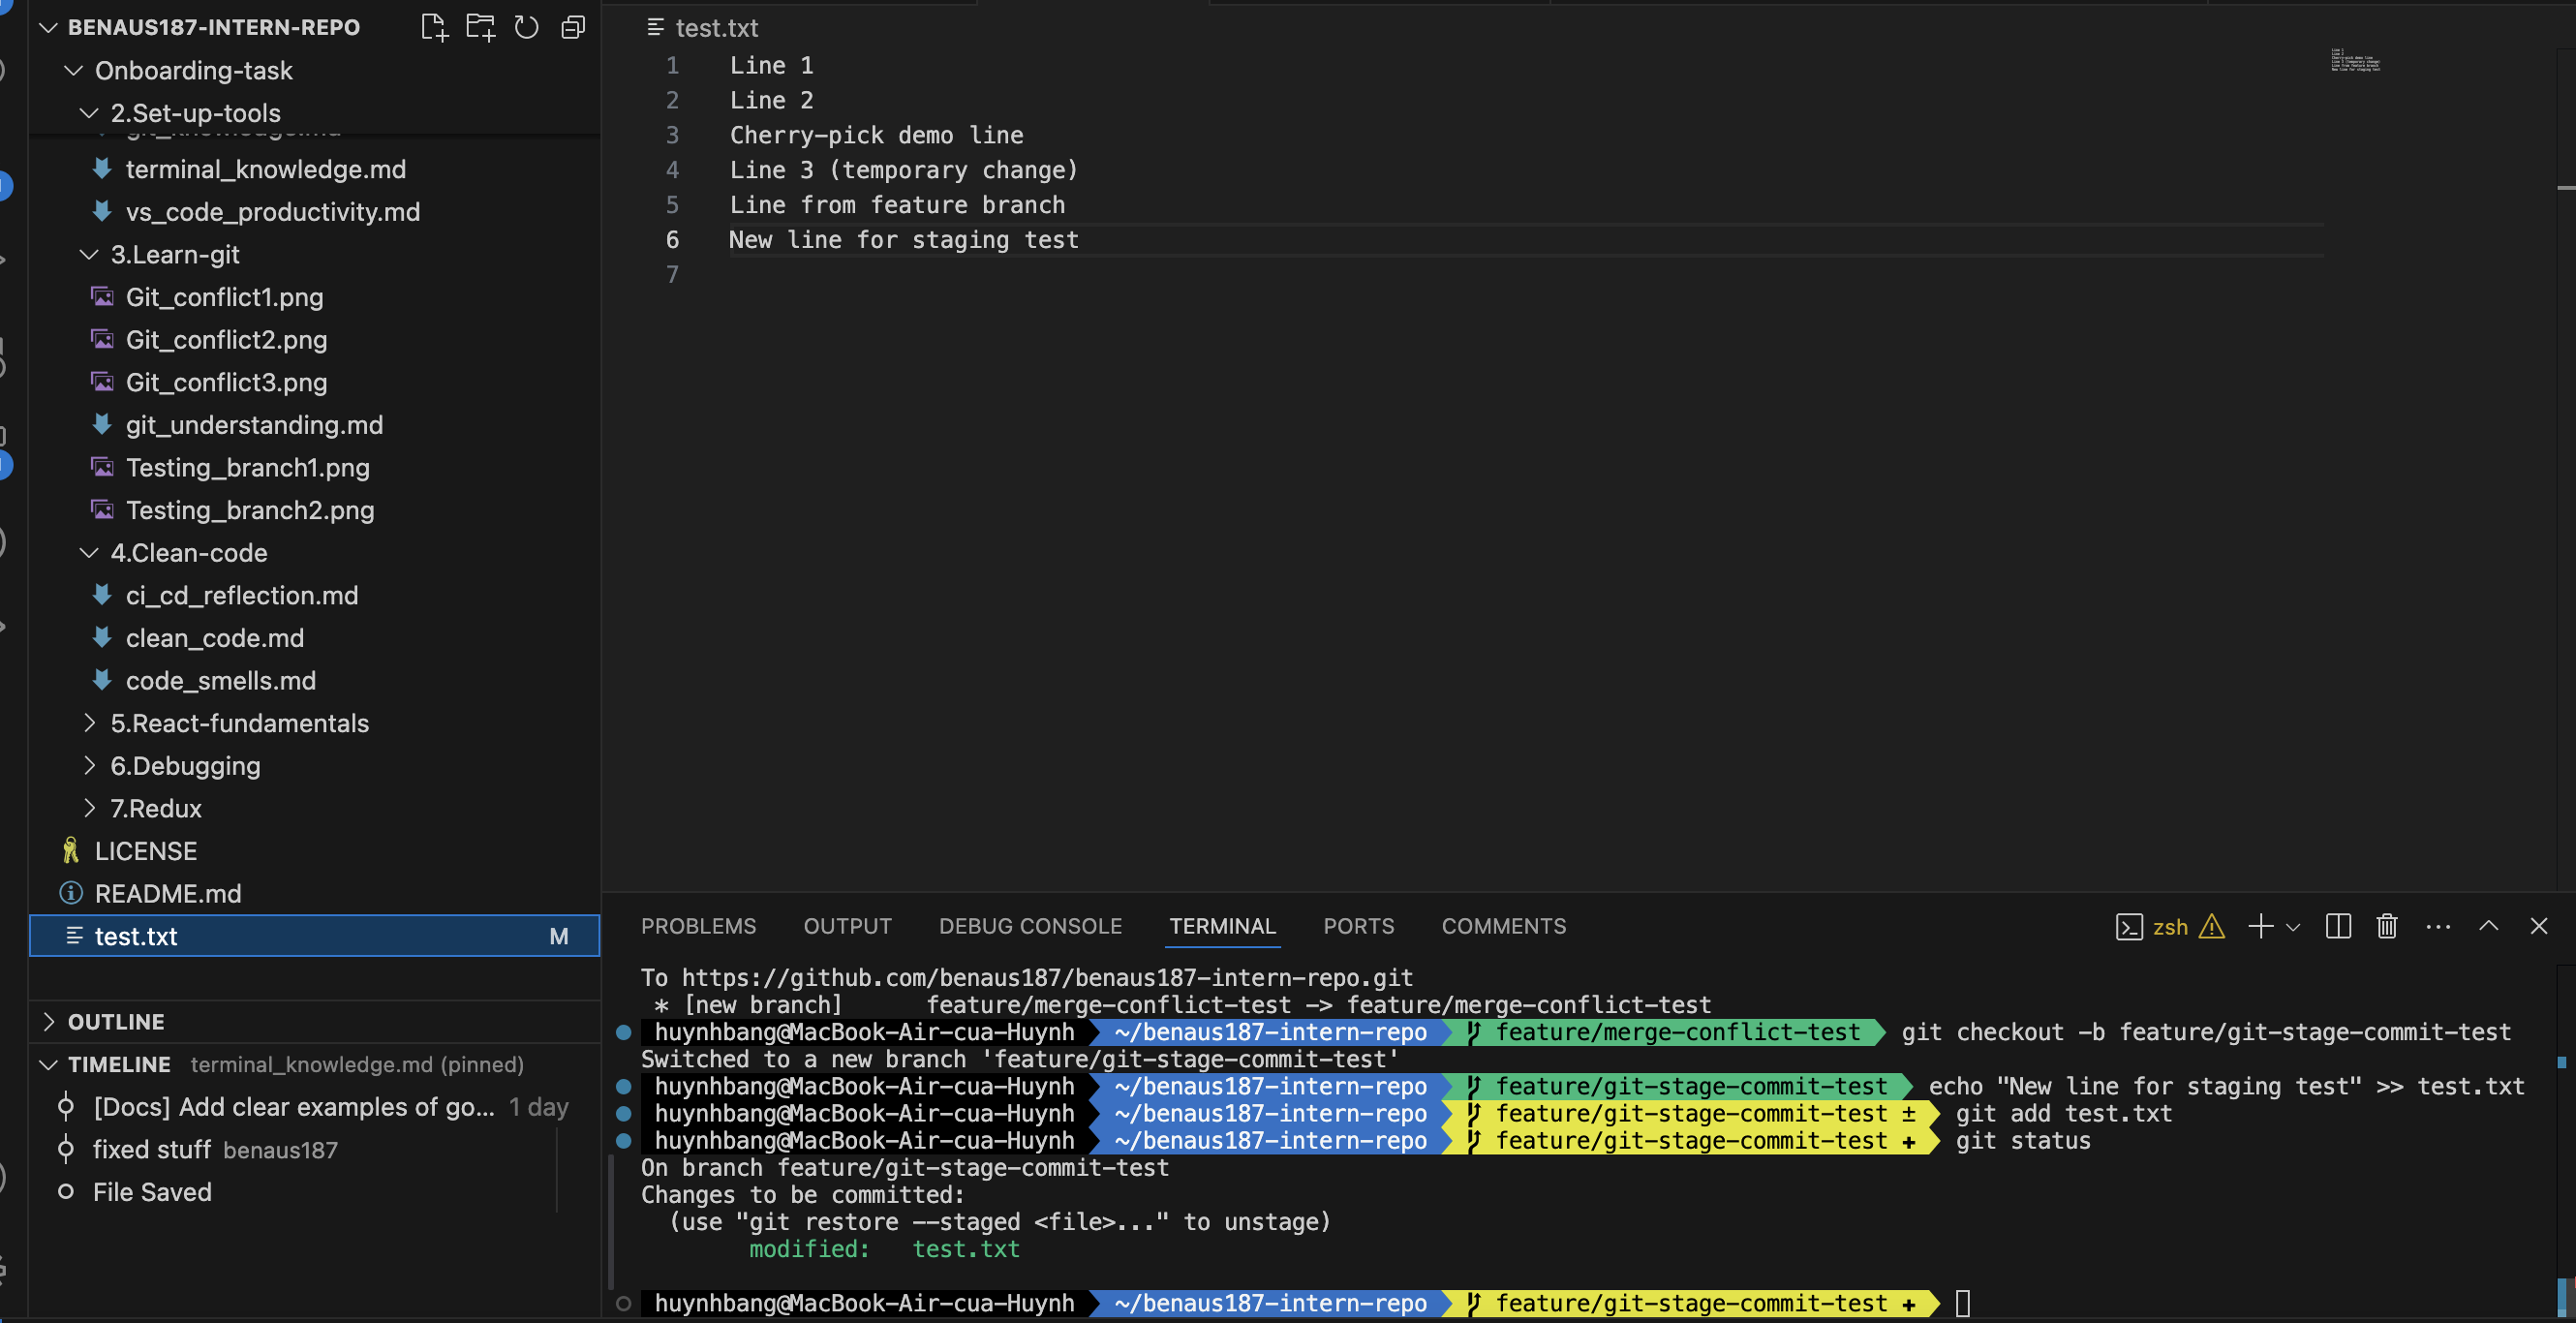 BENAUS187-INTERN-REPO
Onboarding-task
2.Set-up-tools
terminal_knowledge.md
vs_code_productivity.md
3.Learn-git
Git_conflict1.png
Git_conflict2.png
Git_conflict3.png
git_understanding.md
Testing_branch1.png
Testing_branch2.png
4.Clean-code
ci_cd_reflection.md
clean_code.md
code_smells.md
5.React-fundamentals
6.Debugging
7.Redux
LICENSE
README.md
test.txt M
OUTLINE
TIMELINE terminal_knowledge.md (pinned)
[Docs] Add clear examples of go... 1 day
fixed stuff benaus187
File Saved
test.txt
1 Line 1
2 Line 2
3 Cherry-pick demo line
4 Line 3 (temporary change)
5 Line from feature branch
6 New line for staging test
7
PROBLEMS OUTPUT DEBUG CONSOLE TERMINAL PORTS COMMENTS zsh
To https://github.com/benaus187/benaus187-intern-repo.git
* [new branch] feature/merge-conflict-test -> feature/merge-conflict-test
huynhbang@MacBook-Air-cua-Huynh ~/benaus187-intern-repo feature/merge-conflict-test git checkout -b feature/git-stage-commit-test
Switched to a new branch 'feature/git-stage-commit-test'
huynhbang@MacBook-Air-cua-Huynh ~/benaus187-intern-repo feature/git-stage-commit-test echo "New line for staging test" >> test.txt
huynhbang@MacBook-Air-cua-Huynh ~/benaus187-intern-repo feature/git-stage-commit-test ± git add test.txt
huynhbang@MacBook-Air-cua-Huynh ~/benaus187-intern-repo feature/git-stage-commit-test + git status
On branch feature/git-stage-commit-test
Changes to be committed:
(use "git restore --staged <file>..." to unstage)
modified: test.txt
huynhbang@MacBook-Air-cua-Huynh ~/benaus187-intern-repo feature/git-stage-commit-test +